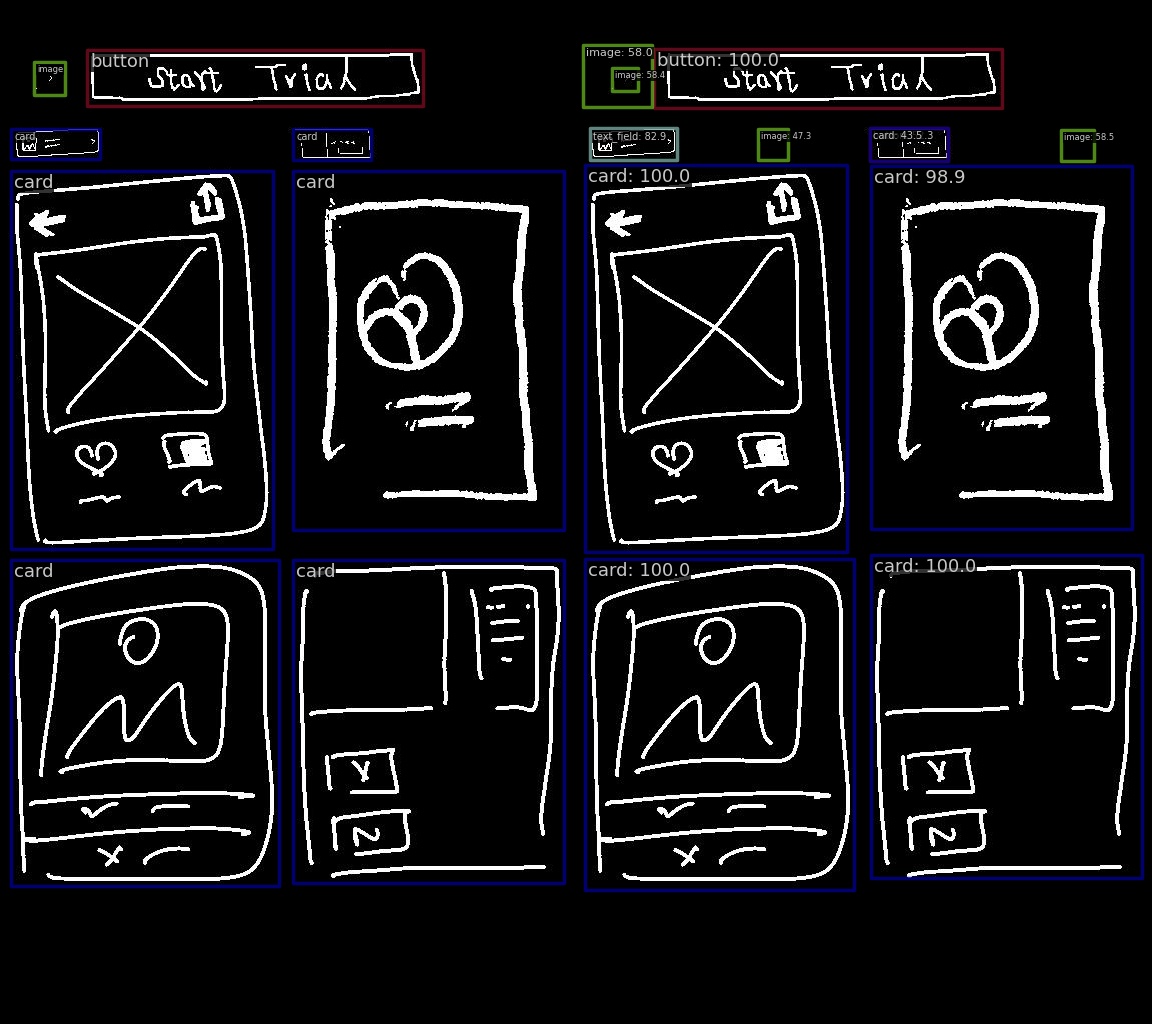 image
button
Start Trial
image: 58.0
image: 58.4
button: 100.0
Start Trial
card
card
text_field: 82.9
image: 47.3
card: 43.5
image: 58.5
card
card
card: 100.0
card: 98.9
card
card
card: 100.0
card: 100.0